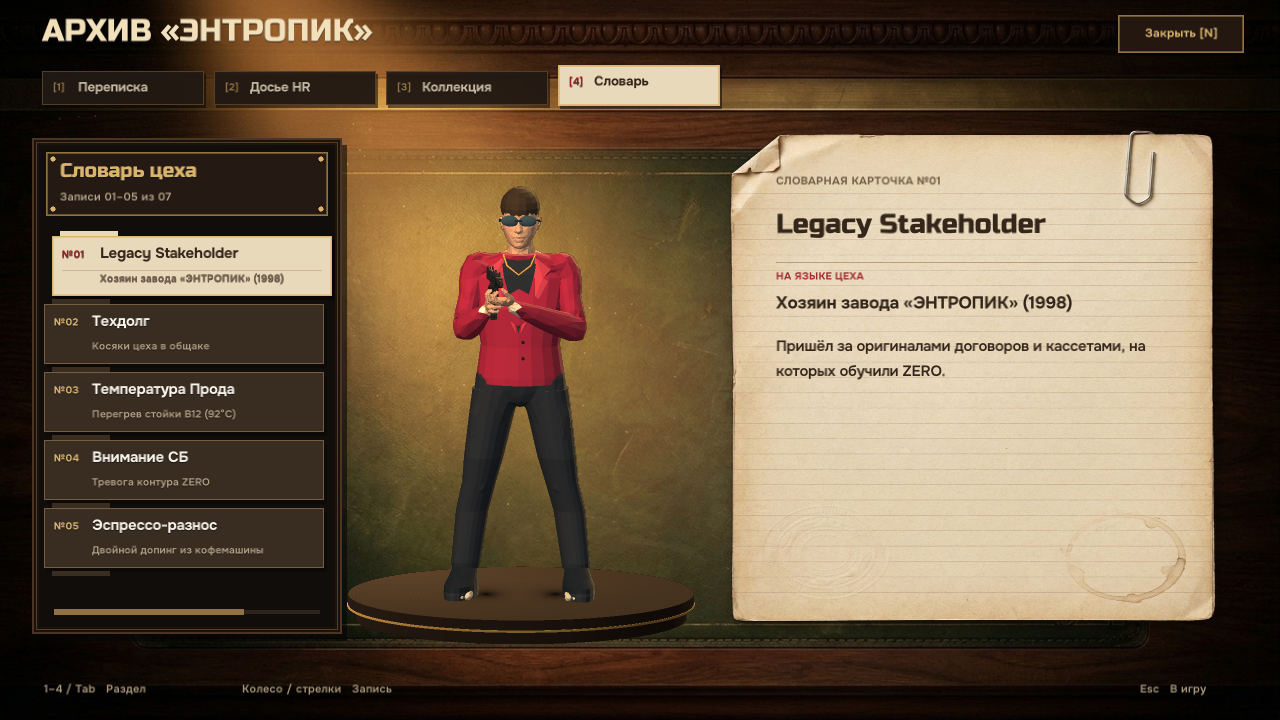 АРХИВ «ЭНТРОПИК»
Закрыть [N]
[1] Переписка
[2] Досье HR
[3] Коллекция
[4] Словарь
Словарь цеха
Записи 01–05 из 07
№01 Legacy Stakeholder
Хозяин завода «ЭНТРОПИК» (1998)
№02 Техдолг
Косяки цеха в общаке
№03 Температура Прода
Перегрев стойки B12 (92°C)
№04 Внимание СБ
Тревога контура ZERO
№05 Эспрессо-разнос
Двойной допинг из кофемашины
СЛОВАРНАЯ КАРТОЧКА №01
Legacy Stakeholder
НА ЯЗЫКЕ ЦЕХА
Хозяин завода «ЭНТРОПИК» (1998)
Пришёл за оригиналами договоров и кассетами, на
которых обучили ZERO.
1–4 / Tab Раздел
Колесо / стрелки Запись
Esc В игру